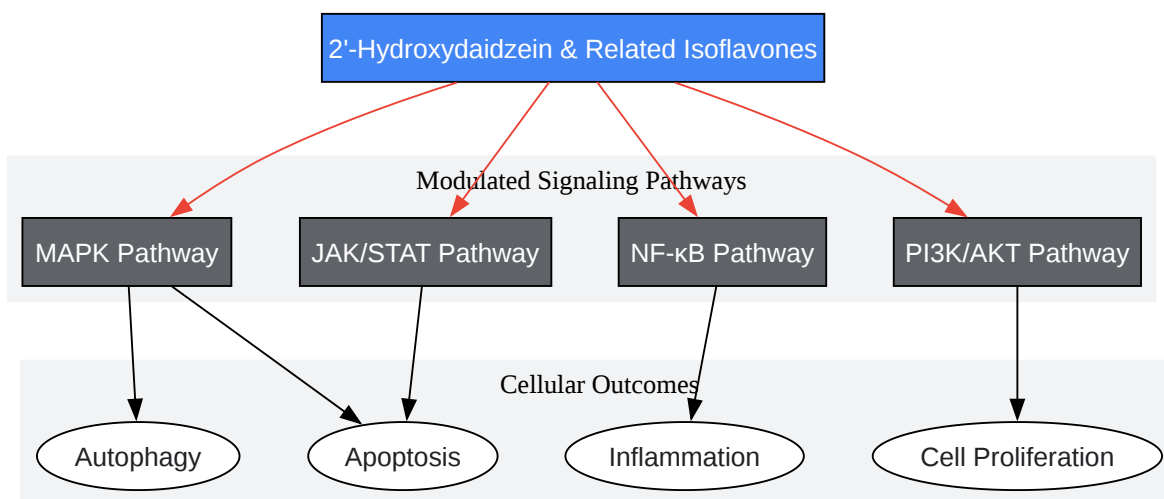 2'-Hydroxydaidzein & Related Isoflavones
Modulated Signaling Pathways
MAPK Pathway
JAK/STAT Pathway
NF-κB Pathway
PI3K/AKT Pathway
Cellular Outcomes
Autophagy
Apoptosis
Inflammation
Cell Proliferation